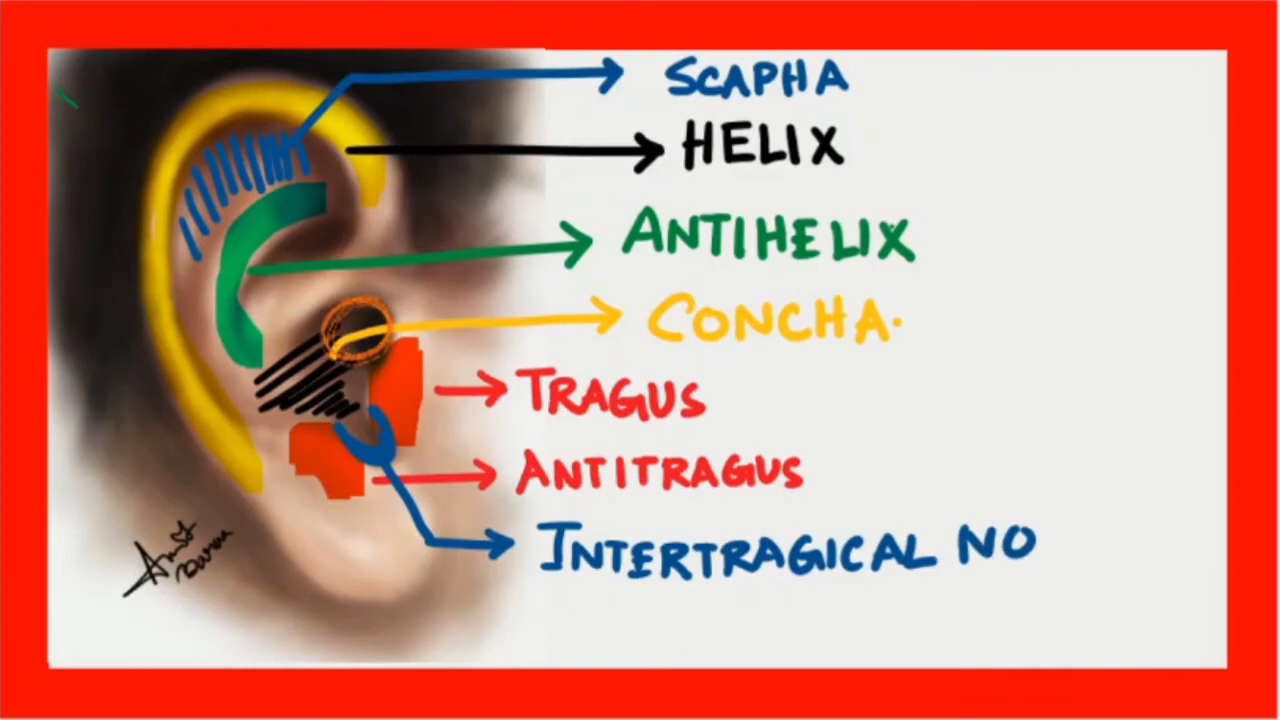 SCAPHA
HELIX
ANTIHELIX
CONCHA.
TRAGUS
ANTITRAGUS
INTERTRAGICAL NO